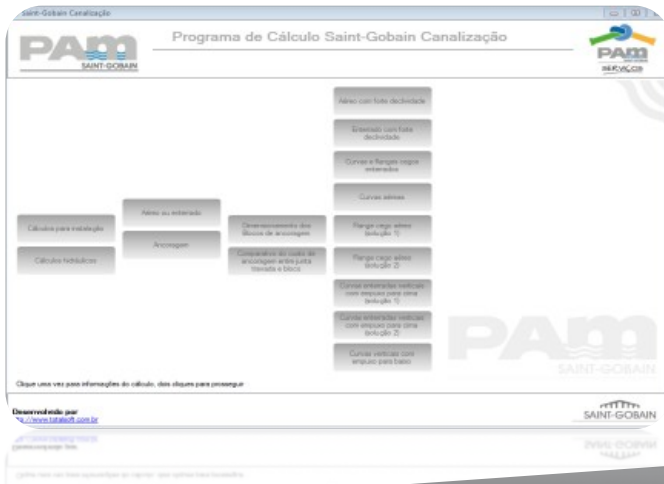 Saint-Gobain Canalização
PAM
SAINT-GOBAIN
Programa de Cálculo Saint-Gobain Canalização
PAM
SERVIÇOS
Aéreo com forte declividade
Enterrado com forte
declividade
Curvas e flanges cegos
enterrados
Curvas aéreas
Cálculos para instalação
Aéreo ou enterrado
Dimensionamento dos
Blocos de ancoragem
Flange cego aéreo
(solução 1)
Cálculos hidráulicos
Ancoragem
Comparativo do custo de
ancoragem entre junta
travada e bloco
Flange cego aéreo
(solução 2)
Curvas enterradas verticais
com empuxo para cima
(solução 1)
Curvas enterradas verticais
com empuxo para cima
(solução 2)
Curvas verticais com
empuxo para baixo
PAM
SAINT-GOBAIN
Clique uma vez para informações do cálculo, dois cliques para prosseguir
Desenvolvido por
://www.totalsoft.com.br
SAINT-GOBAIN